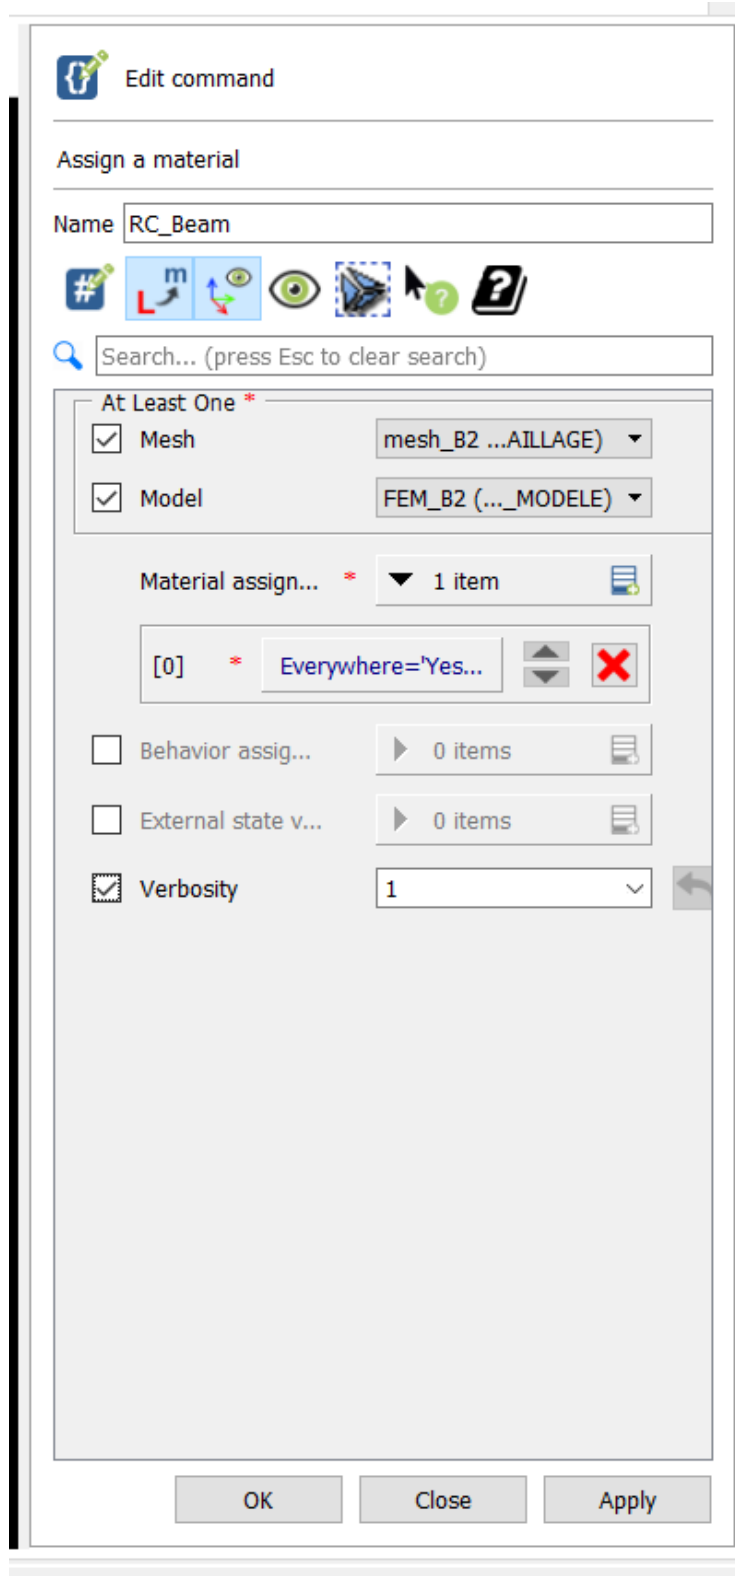 Edit command
Assign a material
Name RC_Beam
# L m ? ?
Search... (press Esc to clear search)
At Least One *
Mesh mesh_B2 ...AILLAGE)
Model FEM_B2 (..._MODELE)
Material assign... * 1 item
[0] * Everywhere='Yes...
Behavior assig... 0 items
External state v... 0 items
Verbosity 1
OK Close Apply